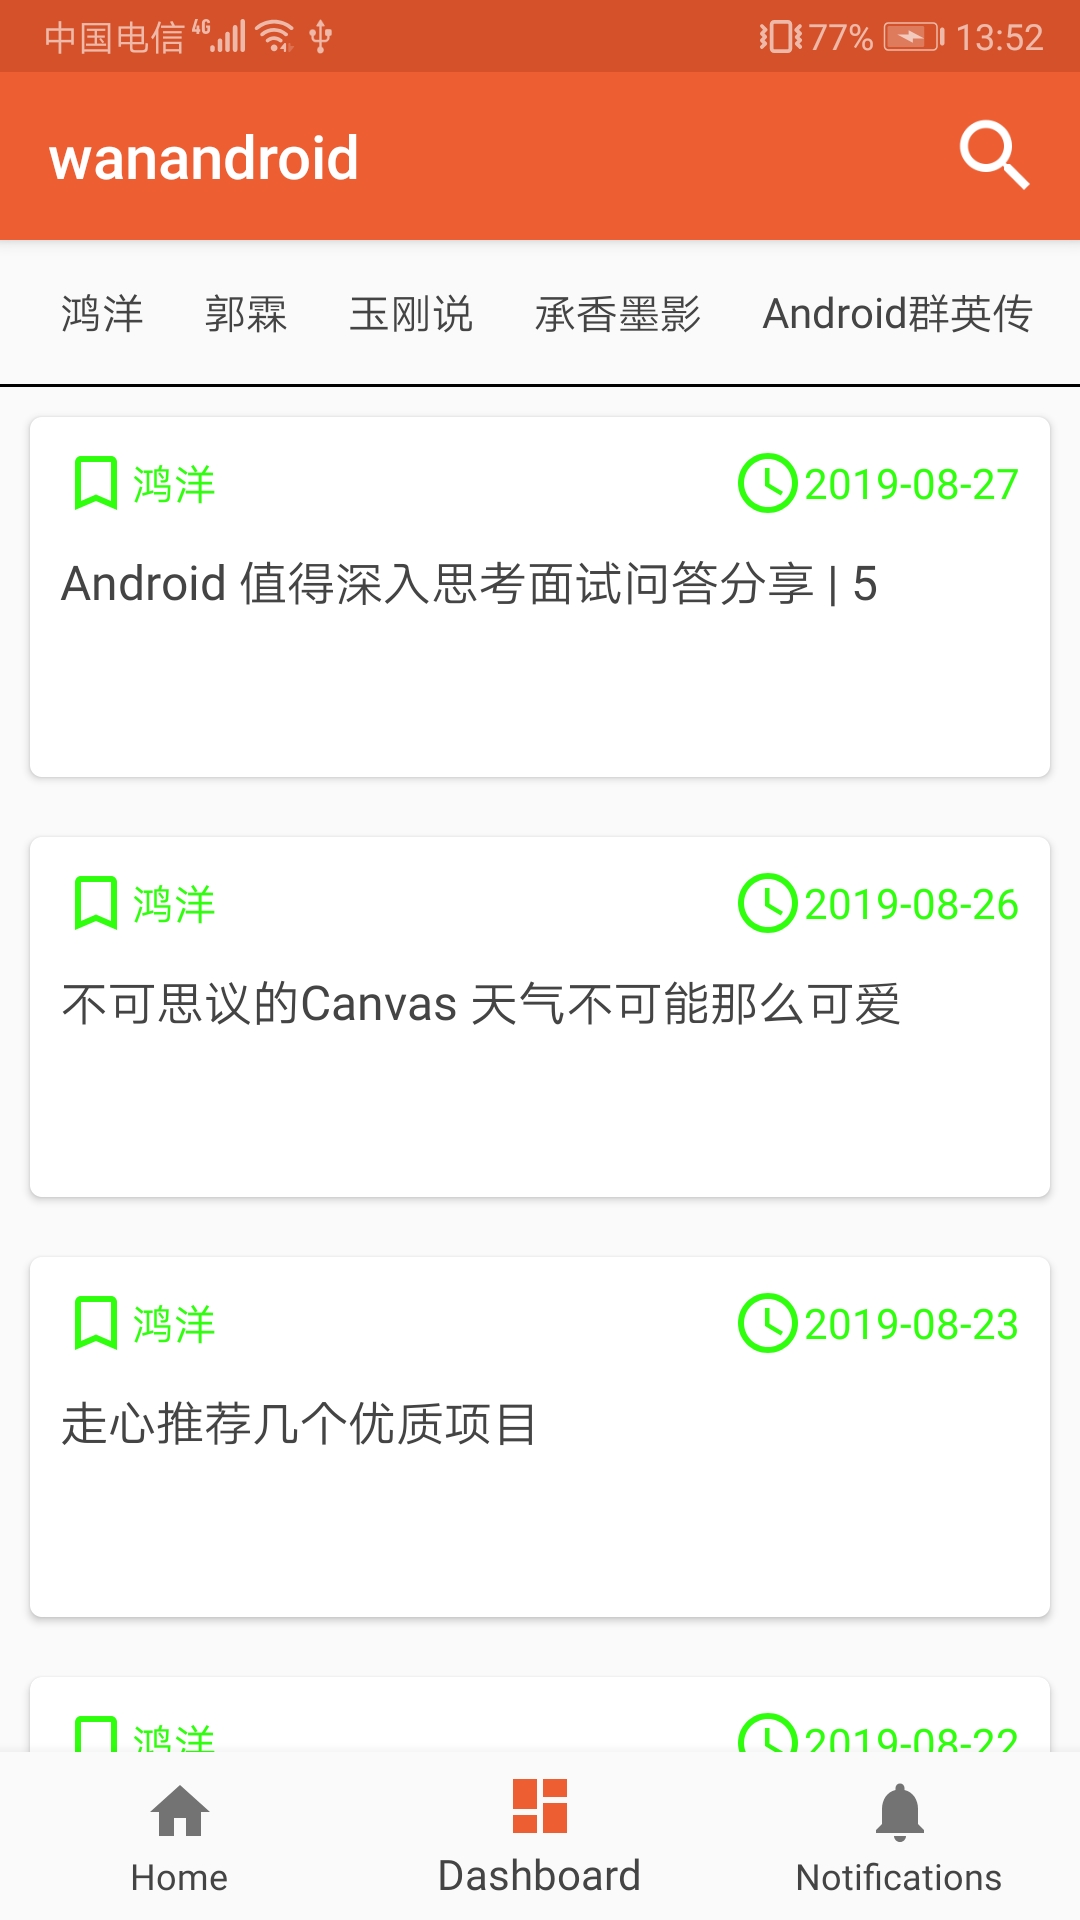 中国电信 4G 77% 13:52
wanandroid
鸿洋 郭霖 玉刚说 承香墨影 Android群英传
鸿洋 2019-08-27
Android 值得深入思考面试问答分享 | 5
鸿洋 2019-08-26
不可思议的Canvas 天气不可能那么可爱
鸿洋 2019-08-23
走心推荐几个优质项目
鸿洋 2019-08-22
Home Dashboard Notifications